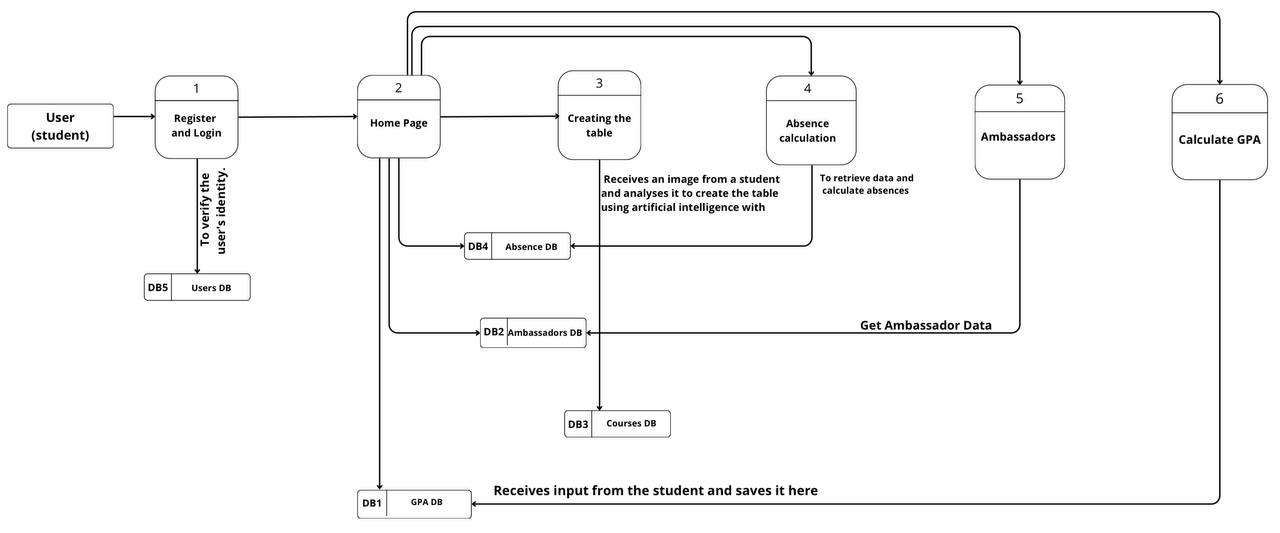 User
(student)
1
Register
and Login
2
Home Page
3
Creating the
table
4
Absence
calculation
5
Ambassadors
6
Calculate GPA
To verify the
user's identity.
Receives an image from a student
and analyses it to create the table
using artificial intelligence with
To retrieve data and
calculate absences
DB4 Absence DB
DB5 Users DB
DB2 Ambassadors DB
Get Ambassador Data
DB3 Courses DB
DB1 GPA DB
Receives input from the student and saves it here